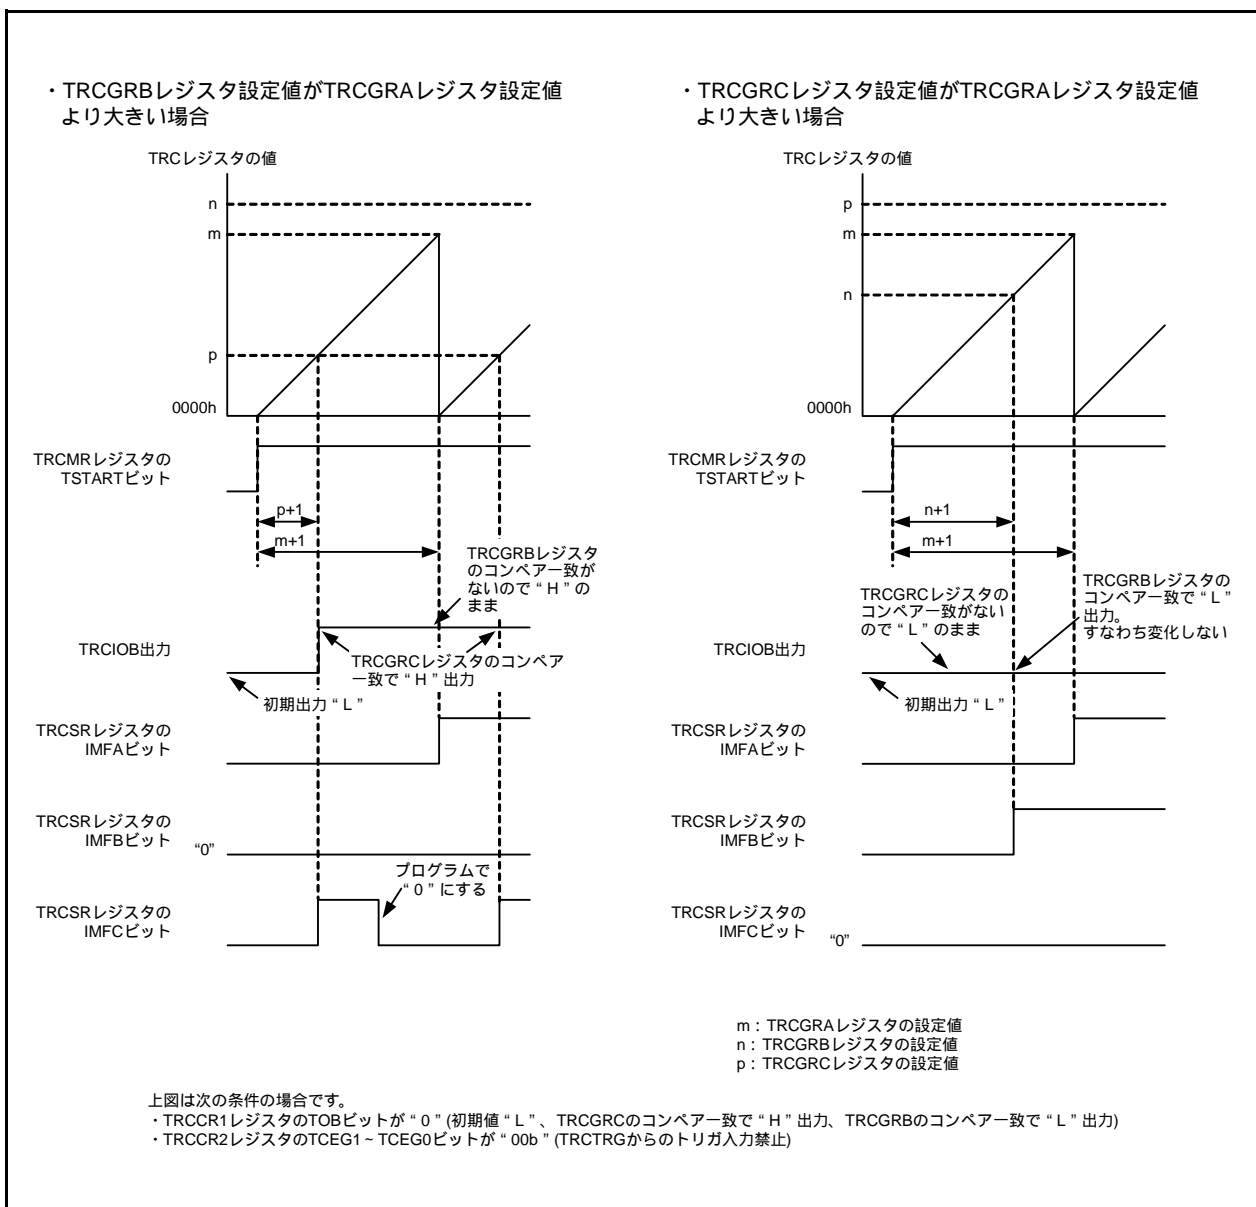 ・TRCGRBレジスタ設定値がTRCGRAレジスタ設定値
より大きい場合
TRCレジスタの値
n
m
p
0000h
TRCMRレジスタの
TSTARTビット
p+1
m+1
TRCGRBレジスタ
のコンペア一致が
ないので“H”の
まま
TRCIOB出力
TRCGRCレジスタのコンペア
一致で“H”出力
初期出力“L”
TRCSRレジスタの
IMFAビット
TRCSRレジスタの
IMFBビット
“0”
プログラムで
“0”にする
TRCSRレジスタの
IMFCビット
・TRCGRCレジスタ設定値がTRCGRAレジスタ設定値
より大きい場合
TRCレジスタの値
p
m
n
0000h
TRCMRレジスタの
TSTARTビット
n+1
m+1
TRCGRCレジスタの
コンペア一致がない
ので“L”のまま
TRCGRBレジスタの
コンペア一致で“L”
出力。
すなわち変化しない
TRCIOB出力
初期出力“L”
TRCSRレジスタの
IMFAビット
TRCSRレジスタの
IMFBビット
TRCSRレジスタの
IMFCビット
“0”
m：TRCGRAレジスタの設定値
n：TRCGRBレジスタの設定値
p：TRCGRCレジスタの設定値
上図は次の条件の場合です。
・TRCCR1レジスタのTOBビットが“0”(初期値“L”、TRCGRCのコンペア一致で“H”出力、TRCGRBのコンペア一致で“L”出力)
・TRCCR2レジスタのTCEG1～TCEG0ビットが“00b”(TRCTRGからのトリガ入力禁止)